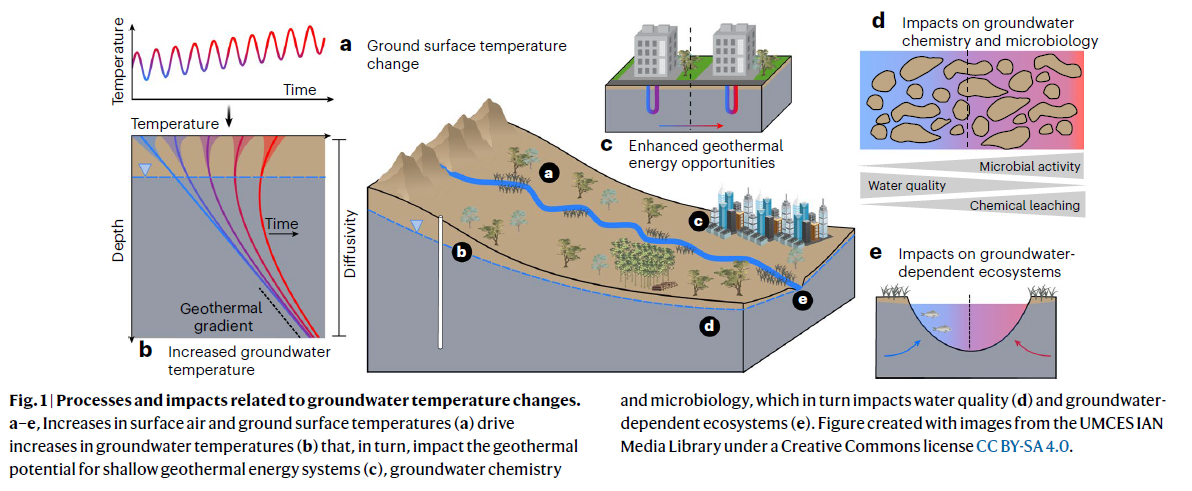 Temperature
Time
a Ground surface temperature
change
Temperature
Depth
Time
Diffusivity
Geothermal
gradient
b Increased groundwater
temperature
c Enhanced geothermal
energy opportunities
a
b
c
d
e
d Impacts on groundwater
chemistry and microbiology
Microbial activity
Water quality
Chemical leaching
e Impacts on groundwater-
dependent ecosystems
Fig. 1 | Processes and impacts related to groundwater temperature changes.
a–e, Increases in surface air and ground surface temperatures (a) drive
increases in groundwater temperatures (b) that, in turn, impact the geothermal
potential for shallow geothermal energy systems (c), groundwater chemistry
and microbiology, which in turn impacts water quality (d) and groundwater-
dependent ecosystems (e). Figure created with images from the UMCES IAN
Media Library under a Creative Commons license CC BY-SA 4.0.